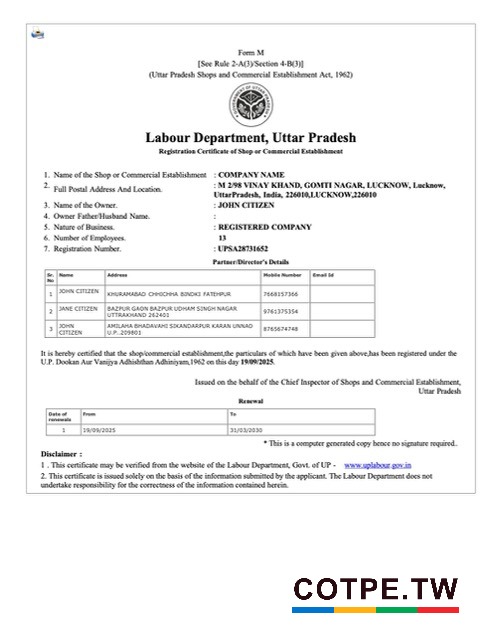 Form M
[See Rule 2-A(3)/Section 4-B(3)]
(Uttar Pradesh Shops and Commercial Establishment Act, 1962)
Labour Department, Uttar Pradesh
Registration Certificate of Shop or Commercial Establishment
1. Name of the Shop or Commercial Establishment : COMPANY NAME
2. Full Postal Address And Location. : M 2/98 VINAY KHAND, GOMTI NAGAR, LUCKNOW, Lucknow,
UttarPradesh, India, 226010,LUCKNOW,226010
3. Name of the Owner. : JOHN CITIZEN
4. Owner Father/Husband Name. :
5. Nature of Business. : REGISTERED COMPANY
6. Number of Employees. 13
7. Registration Number. : UPSA28731652
Partner/Director's Details
Sr. No Name Address Mobile Number Email Id
1 JOHN CITIZEN KHURAMABAD CHHICHHA BINDKI FATEHPUR 7668157366
2 JANE CITIZEN BAZPUR GAON BAZPUR UDHAM SINGH NAGAR
UTTRAKHAND 262401 9761375354
3 JOHN CITIZEN AMILAHA BHADAVAHI SIKANDARPUR KARAN UNNAO
U.P..209801 8765674748
It is hereby certified that the shop/commercial establishment,the particulars of which have been given above,has been registered under the
U.P. Dookan Aur Vanijya Adhishthan Adhiniyam,1962 on this day 19/09/2025.
Issued on the behalf of the Chief Inspector of Shops and Commercial Establishment,
Uttar Pradesh
Renewal
Date of renewals From To
1 19/09/2025 31/03/2030
* This is a computer generated copy hence no signature required..
Disclaimer :
1 . This certificate may be verified from the website of the Labour Department, Govt. of UP - www.uplabour.gov.in
2. This certificate is issued solely on the basis of the information submitted by the applicant. The Labour Department does not
undertake responsibility for the correctness of the information contained herein.
COTPE.TW